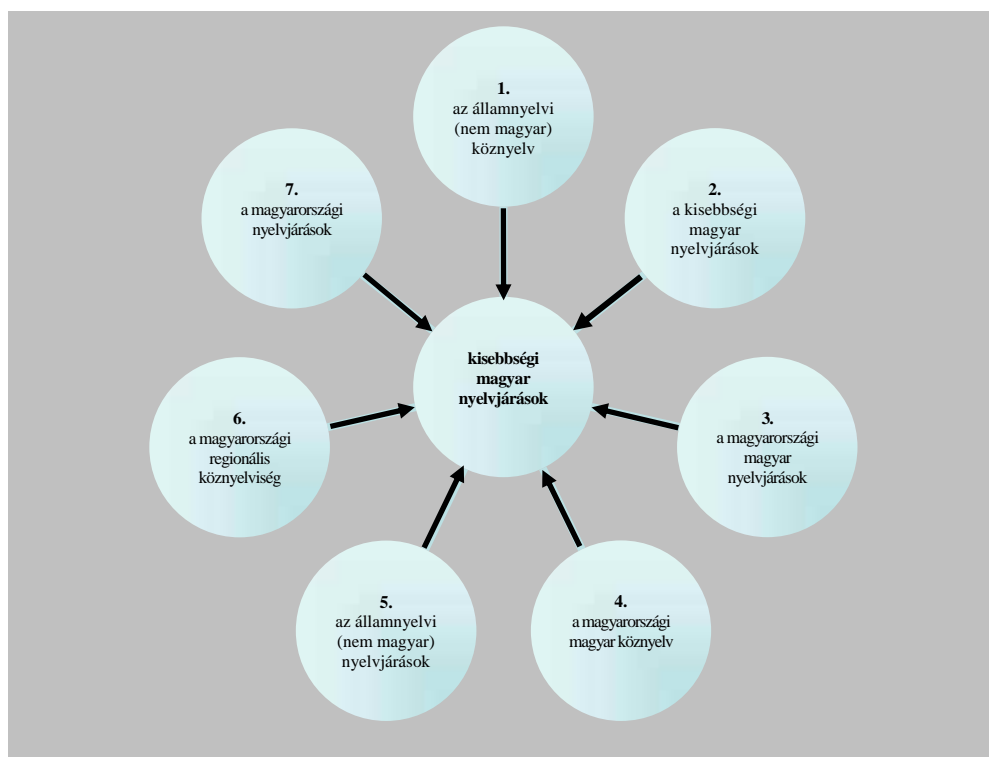 1.
az államnyelvi
(nem magyar)
köznyelv
2.
a kisebbségi
magyar
nyelvjárások
3.
a magyarországi
magyar
nyelvjárások
4.
a magyarországi
magyar köznyelv
5.
az államnyelvi
(nem magyar)
nyelvjárások
6.
a magyarországi
regionális
köznyelviség
7.
a magyarországi
nyelvjárások
kisebbségi
magyar
nyelvjárások